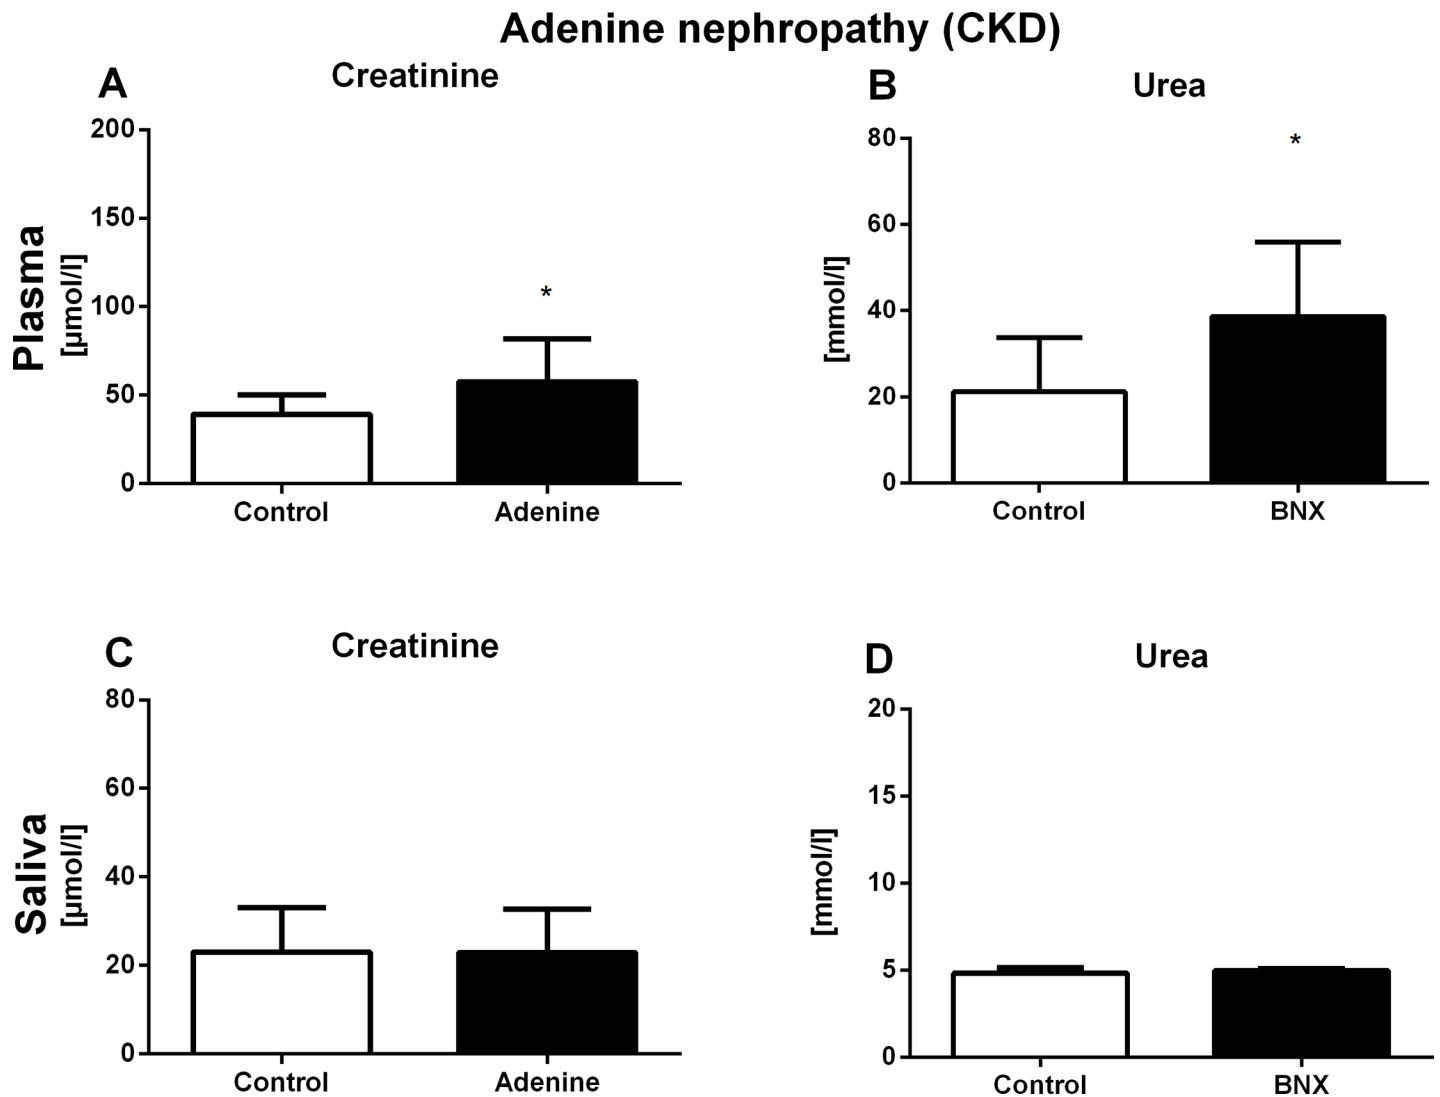 Adenine nephropathy (CKD)
A
Creatinine
Plasma
[µmol/l]
200
150
100
50
0
*
Control
Adenine
B
Urea
[mmol/l]
80
60
40
20
0
*
Control
BNX
C
Creatinine
Saliva
[µmol/l]
80
60
40
20
0
Control
Adenine
D
Urea
[mmol/l]
20
15
10
5
0
Control
BNX